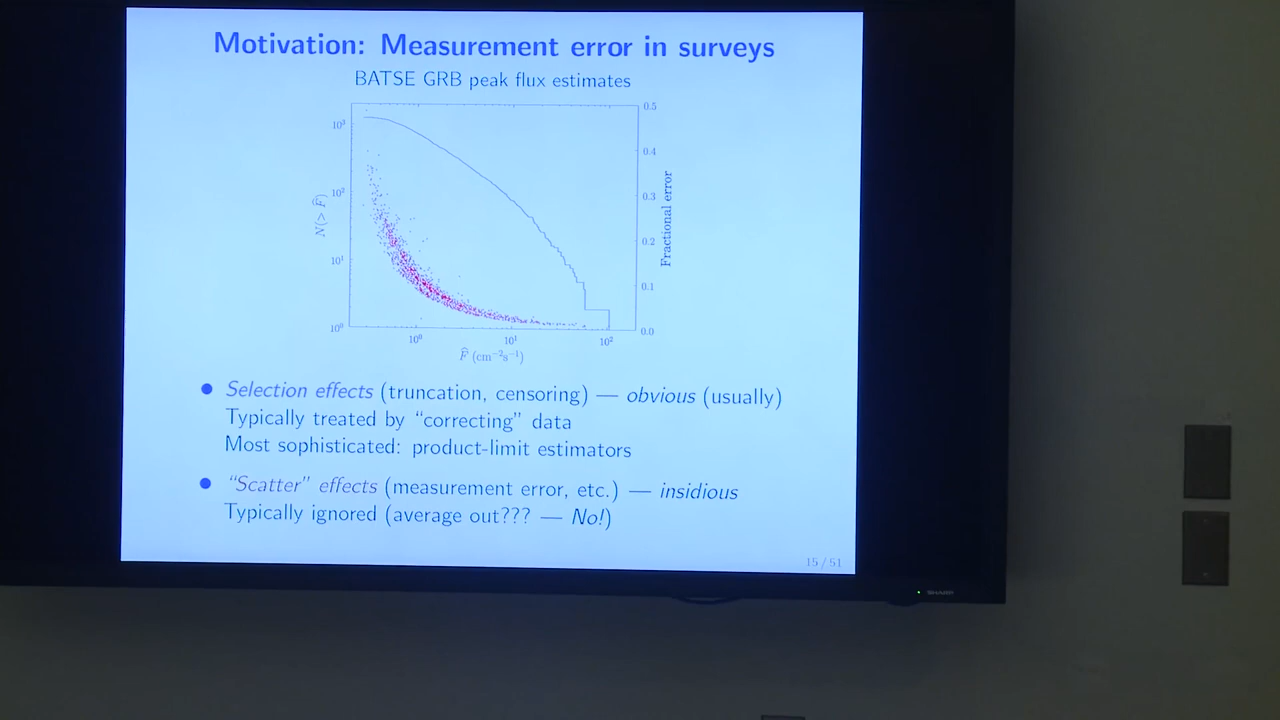 Motivation: Measurement error in surveys
BATSE GRB peak flux estimates
10³
10²
10¹
10⁰
N(> F̂)
0.5
0.4
0.3
0.2
0.1
0.0
Fractional error
10⁰ 10¹ 10²
F̂ (cm⁻²s⁻¹)
• Selection effects (truncation, censoring) — obvious (usually)
Typically treated by “correcting” data
Most sophisticated: product-limit estimators
• “Scatter” effects (measurement error, etc.) — insidious
Typically ignored (average out??? — No!)
15 / 51
SHARP